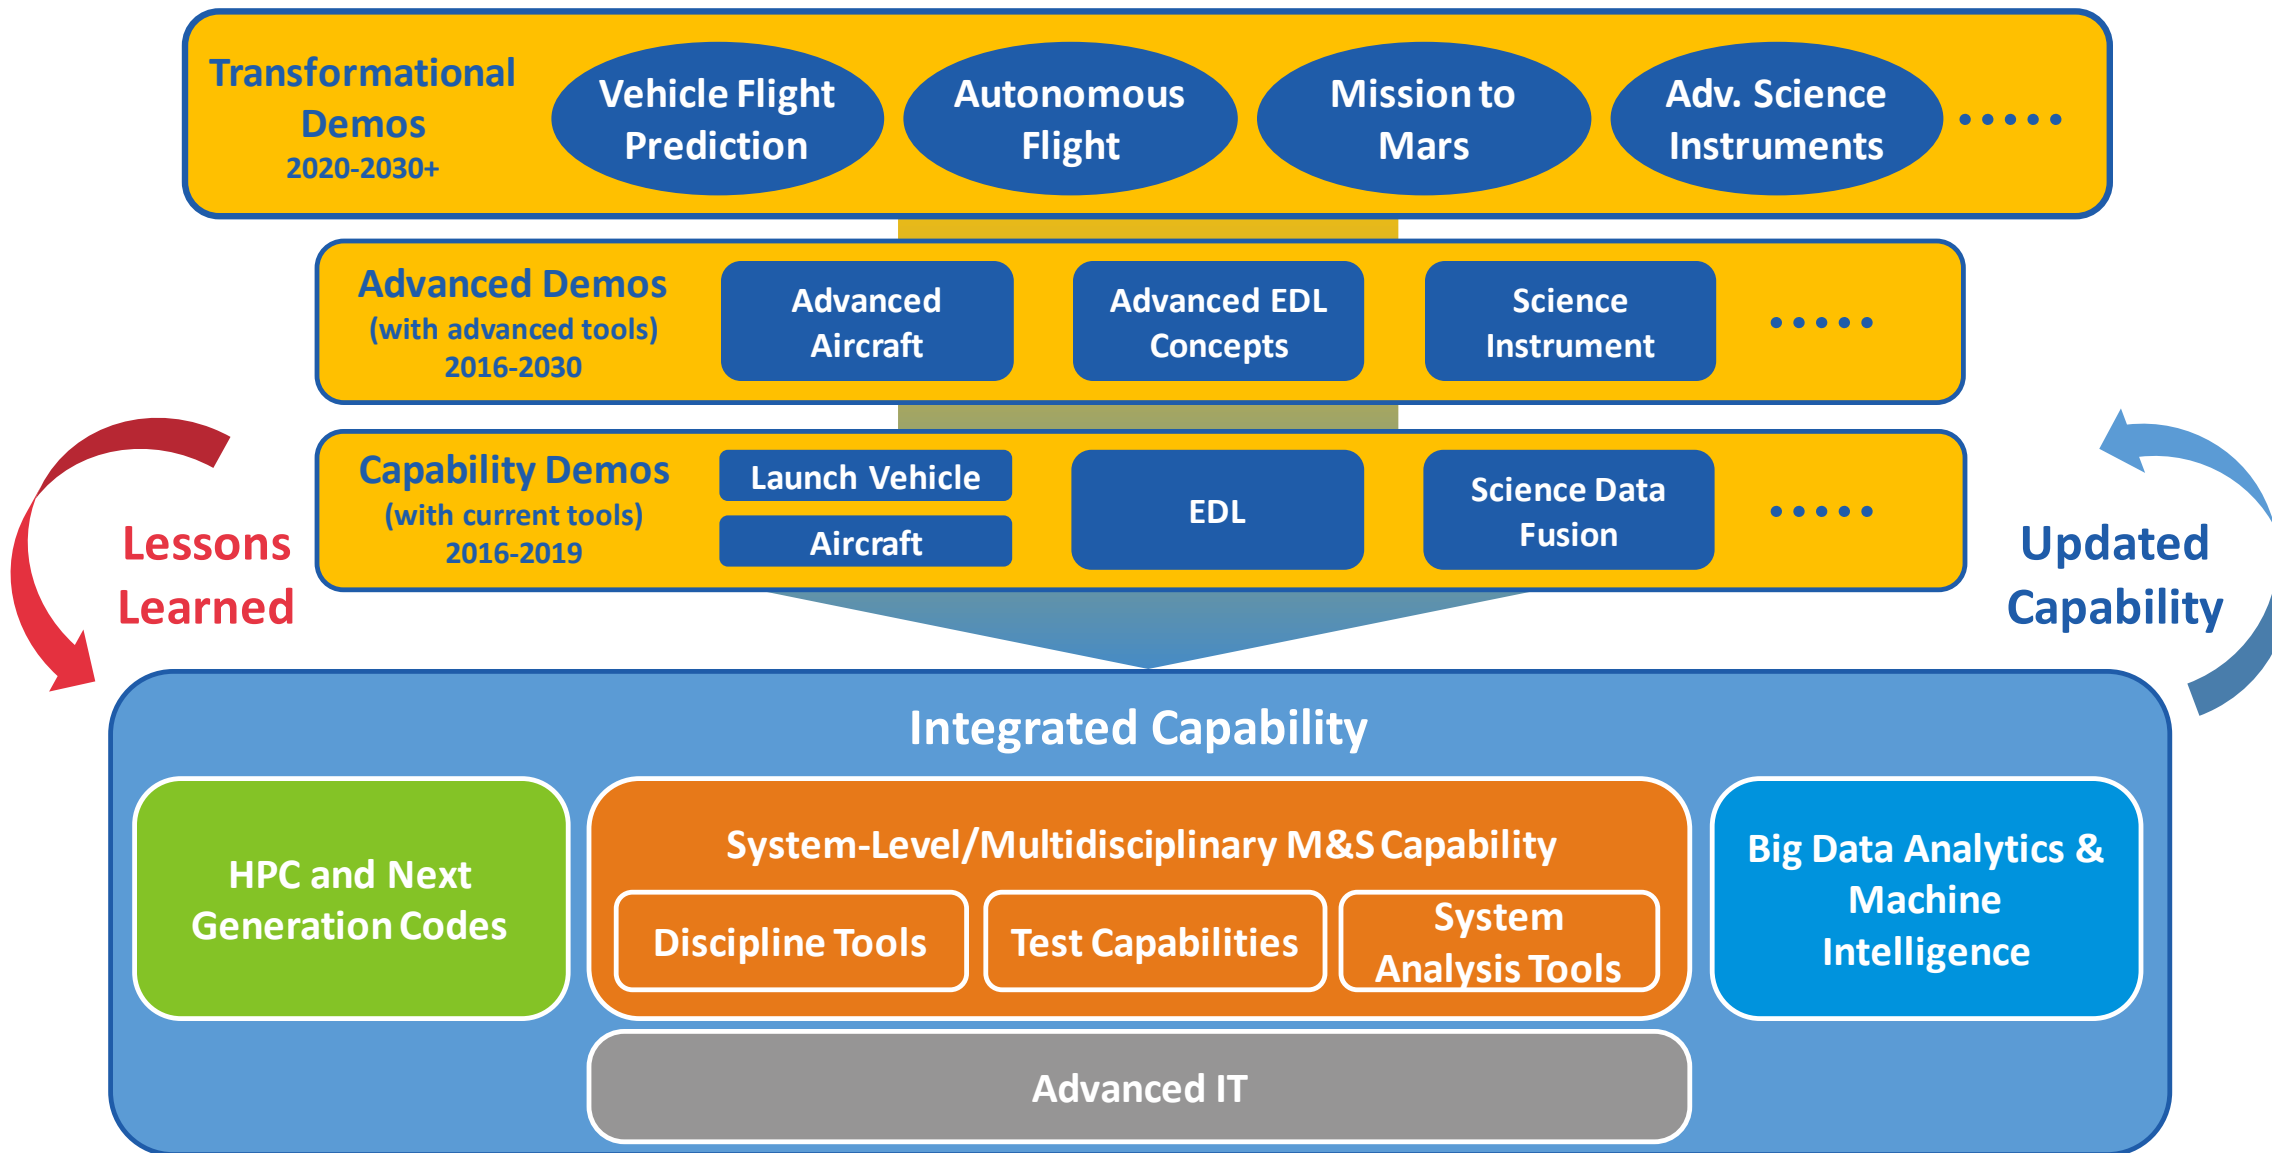 Transformational
Demos
2020-2030+
Vehicle Flight
Prediction
Autonomous
Flight
Mission to
Mars
Adv. Science
Instruments
Advanced Demos
(with advanced tools)
2016-2030
Advanced
Aircraft
Advanced EDL
Concepts
Science
Instrument
Capability Demos
(with current tools)
2016-2019
Launch Vehicle
Aircraft
EDL
Science Data
Fusion
Lessons
Learned
Updated
Capability
Integrated Capability
HPC and Next
Generation Codes
System-Level/Multidisciplinary M&S Capability
Discipline Tools
Test Capabilities
System
Analysis Tools
Big Data Analytics &
Machine
Intelligence
Advanced IT